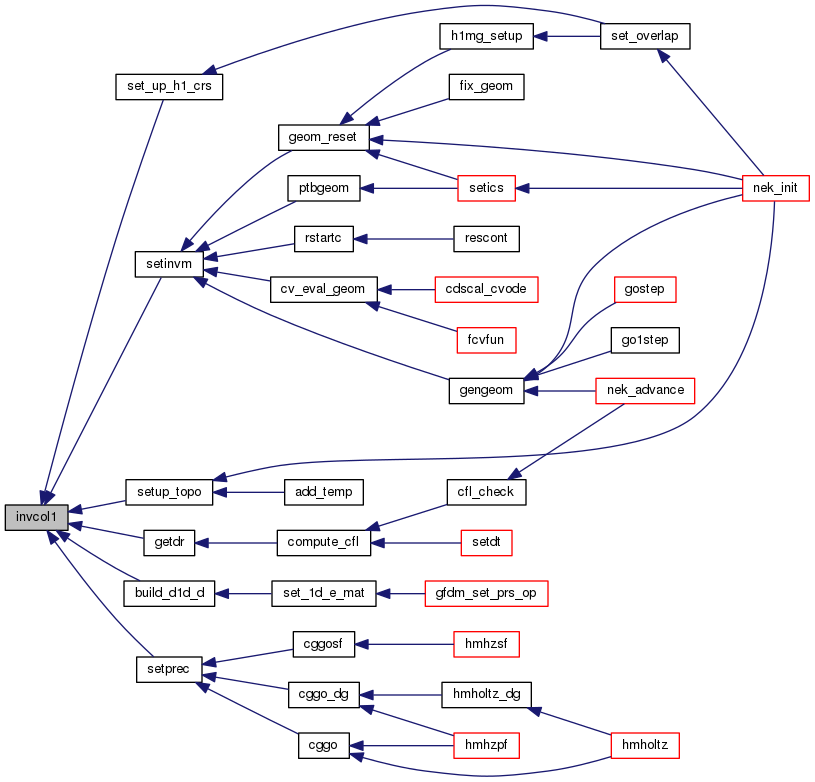 h1mg_setup
set_overlap
set_up_h1_crs
fix_geom
geom_reset
ptbgeom
setics
nek_init
rstartc
rescont
setinvm
cv_eval_geom
cdscal_cvode
gostep
fcvfun
go1step
gengeom
nek_advance
setup_topo
add_temp
cfl_check
invcol1
getdr
compute_cfl
setdt
build_d1d_d
set_1d_e_mat
gfdm_set_prs_op
cggosf
hmhzsf
setprec
cggo_dg
hmholtz_dg
cggo
hmhzpf
hmholtz